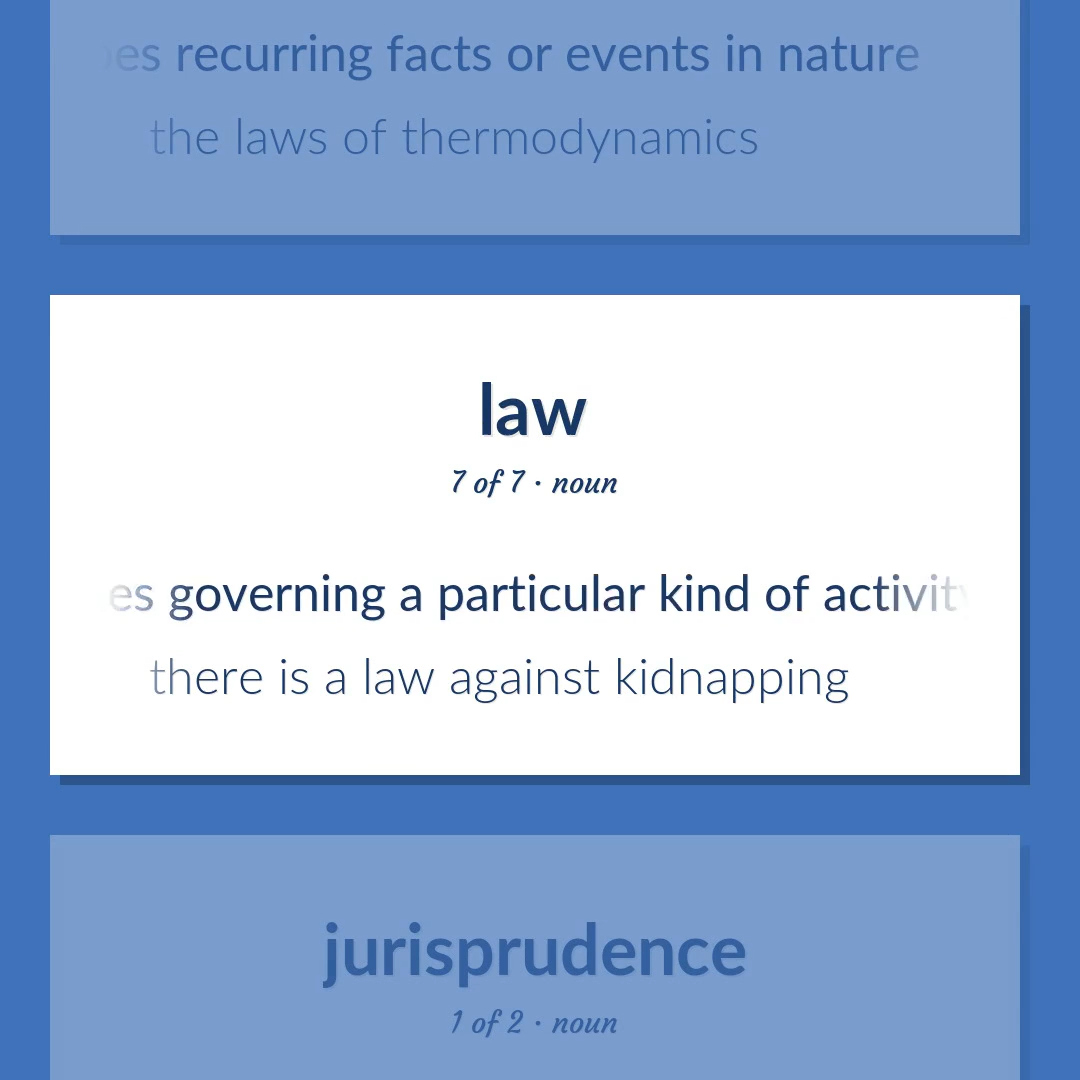 recurring facts or events in nature
the laws of thermodynamics
law
7 of 7 · noun
governing a particular kind of activity
there is a law against kidnapping
jurisprudence
1 of 2 · noun